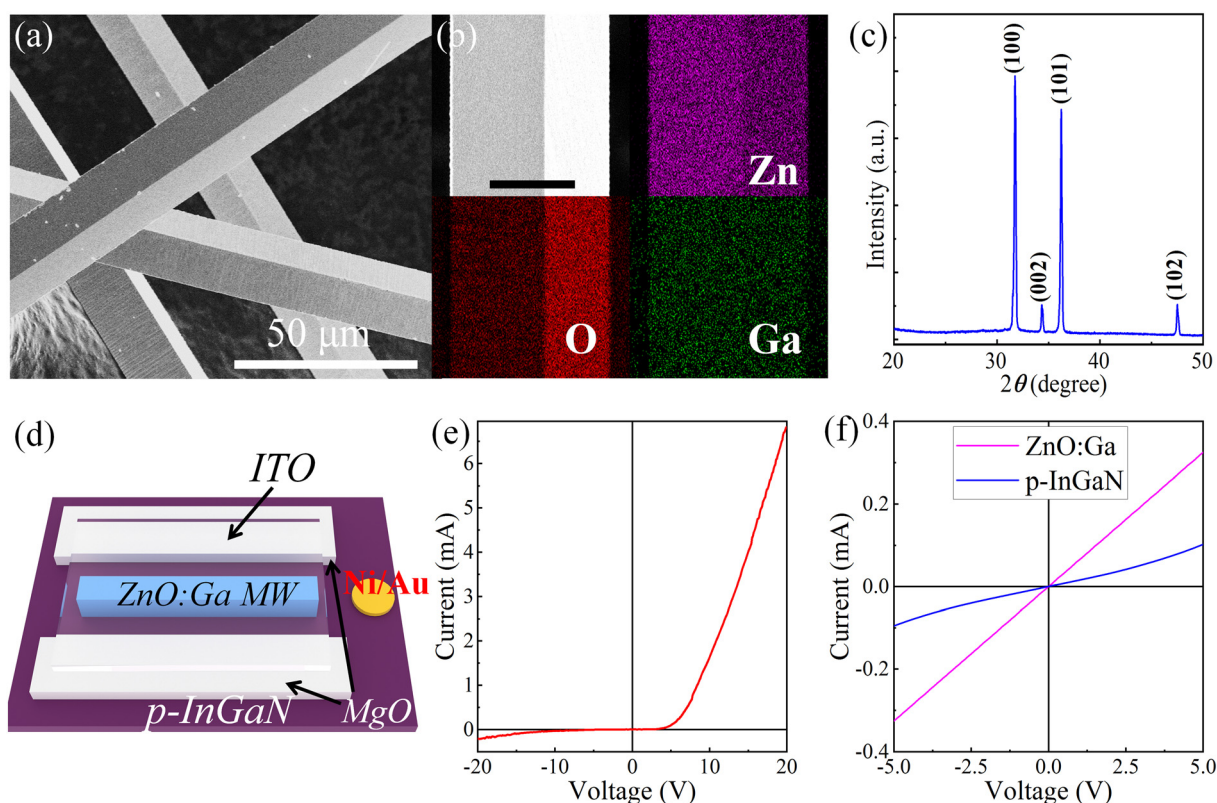 (a)
50 μm
(b)
Zn
O
Ga
(c)
Intensity (a.u.)
(100)
(002)
(101)
(102)
20
30
40
50
2θ (degree)
(d)
ITO
ZnO:Ga MW
Ni/Au
p-InGaN
MgO
(e)
Current (mA)
6
5
4
3
2
1
0
-20
-10
0
10
20
Voltage (V)
(f)
ZnO:Ga
p-InGaN
Current (mA)
0.4
0.2
0.0
-0.2
-0.4
-5.0
-2.5
0.0
2.5
5.0
Voltage (V)